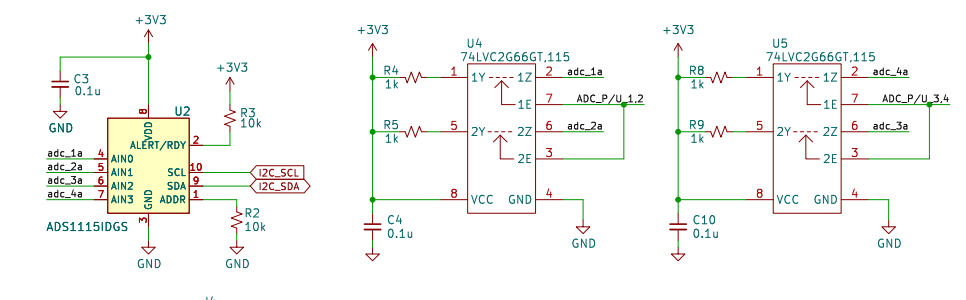 +3V3
C3
0.1u
GND
+3V3
R3
10k
U2
8
VDD
2
ALERT/RDY
adc_1a
4
AIN0
adc_2a
5
AIN1
adc_3a
6
AIN2
adc_4a
7
AIN3
10
SCL
I2C_SCL
9
SDA
I2C_SDA
1
ADDR
GND
3
ADS1115IDGS
R2
10k
GND
GND
+3V3
U4
74LVC2G66GT,115
R4
1k
1
1Y
1Z
2
adc_1a
1E
7
ADC_P/U_1,2
R5
1k
5
2Y
2Z
6
adc_2a
2E
3
8
VCC
GND
4
C4
0.1u
GND
+3V3
U5
74LVC2G66GT,115
R8
1k
1
1Y
1Z
2
adc_4a
1E
7
ADC_P/U_3,4
R9
1k
5
2Y
2Z
6
adc_3a
2E
3
8
VCC
GND
4
C10
0.1u
GND